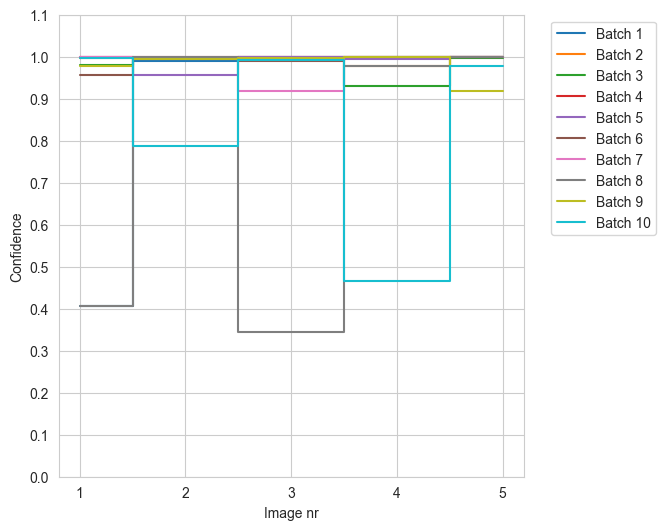 1.1
1.0
0.9
0.8
0.7
0.6
0.5
0.4
0.3
0.2
0.1
0.0
Confidence
1 2 3 4 5
Image nr
Batch 1
Batch 2
Batch 3
Batch 4
Batch 5
Batch 6
Batch 7
Batch 8
Batch 9
Batch 10